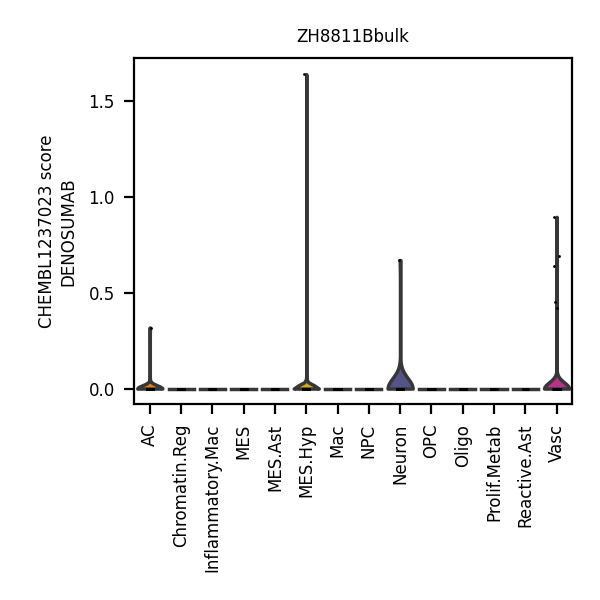 ZH8811Bbulk
CHEMBL1237023 score
DENOSUMAB
1.5
1.0
0.5
0.0
AC
Chromatin.Reg
Inflammatory.Mac
MES
MES.Ast
MES.Hyp
Mac
NPC
Neuron
OPC
Oligo
Prolif.Metab
Reactive.Ast
Vasc